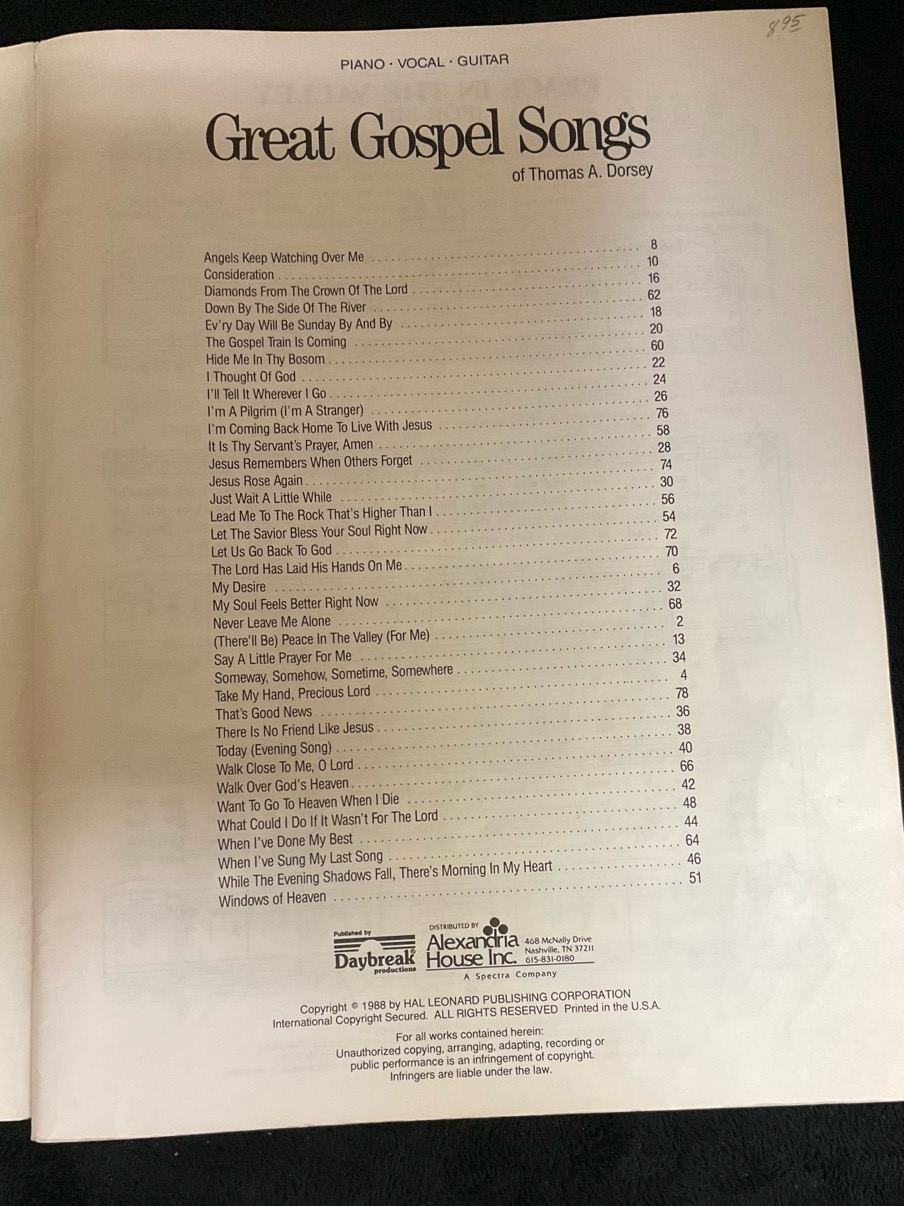 895
PIANO · VOCAL · GUITAR
Great Gospel Songs
of Thomas A. Dorsey
Angels Keep Watching Over Me 8
Consideration 10
Diamonds From The Crown Of The Lord 16
Down By The Side Of The River 62
Ev'ry Day Will Be Sunday By And By 18
The Gospel Train Is Coming 20
Hide Me In Thy Bosom 60
I Thought Of God 22
I'll Tell It Wherever I Go 24
I'm A Pilgrim (I'm A Stranger) 26
I'm Coming Back Home To Live With Jesus 76
It Is Thy Servant's Prayer, Amen 58
Jesus Remembers When Others Forget 28
Jesus Rose Again 74
Just Wait A Little While 30
Lead Me To The Rock That's Higher Than I 56
Let The Savior Bless Your Soul Right Now 54
Let Us Go Back To God 72
The Lord Has Laid His Hands On Me 70
My Desire 6
My Soul Feels Better Right Now 32
Never Leave Me Alone 68
(There'll Be) Peace In The Valley (For Me) 2
Say A Little Prayer For Me 13
Someway, Somehow, Sometime, Somewhere 34
Take My Hand, Precious Lord 4
That's Good News 78
There Is No Friend Like Jesus 36
Today (Evening Song) 38
Walk Close To Me, O Lord 40
Walk Over God's Heaven 66
Want To Go To Heaven When I Die 42
What Could I Do If It Wasn't For The Lord 48
When I've Done My Best 44
When I've Sung My Last Song 64
While The Evening Shadows Fall, There's Morning In My Heart 46
Windows of Heaven 51
Published by
Daybreak®
productions
DISTRIBUTED BY
Alexandria
House Inc.
468 McNally Drive
Nashville, TN 37211
615-831-0180
A Spectra Company
Copyright © 1988 by HAL LEONARD PUBLISHING CORPORATION
International Copyright Secured. ALL RIGHTS RESERVED Printed in the U.S.A.
For all works contained herein:
Unauthorized copying, arranging, adapting, recording or
public performance is an infringement of copyright.
Infringers are liable under the law.